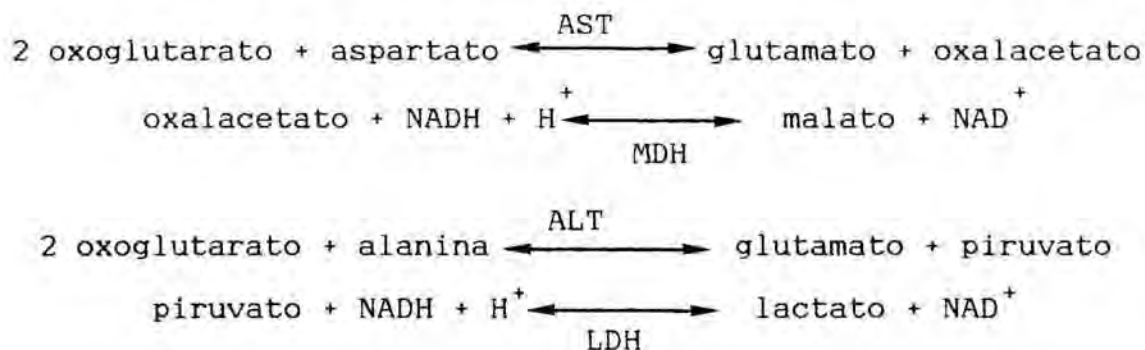 AST
2 oxoglutarato + aspartato ⟷ glutamato + oxalacetato
oxalacetato + NADH + H⁺ ⟷ malato + NAD⁺
MDH
ALT
2 oxoglutarato + alanina ⟷ glutamato + piruvato
piruvato + NADH + H⁺ ⟷ lactato + NAD⁺
LDH